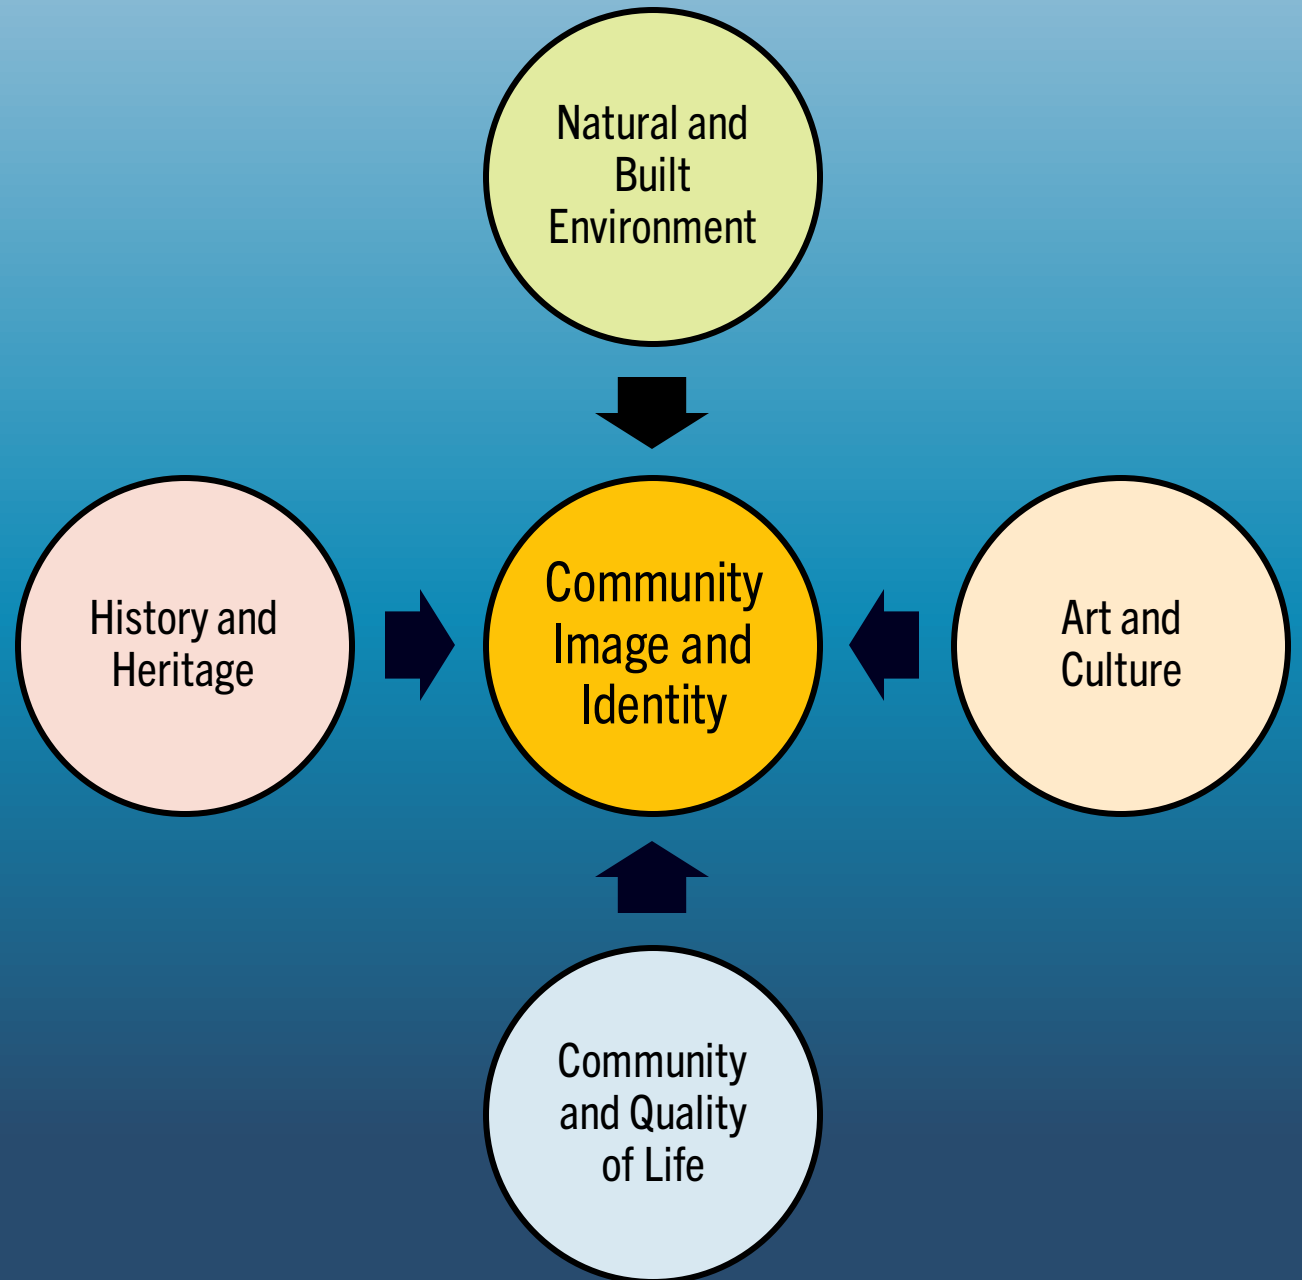 Natural and
Built
Environment
History and
Heritage
Community
Image and
Identity
Art and
Culture
Community
and Quality
of Life